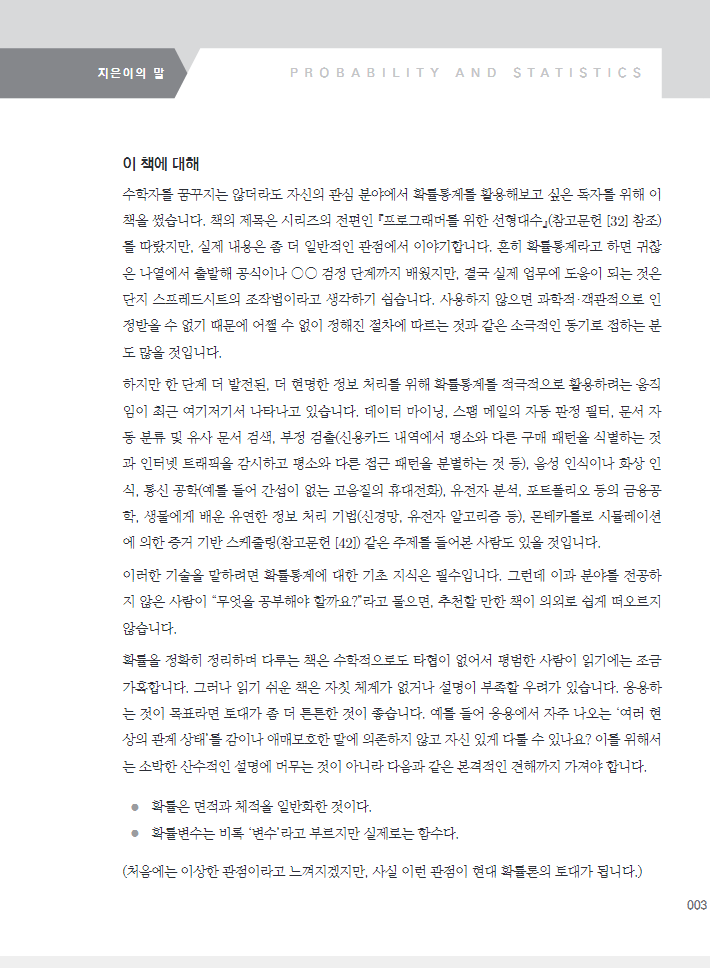 지은이의 말
PROBABILITY AND STATISTICS
이 책에 대해
수학자를 꿈꾸지는 않더라도 자신의 관심 분야에서 확률통계를 활용해보고 싶은 독자를 위해 이
책을 썼습니다. 책의 제목은 시리즈의 전편인 『프로그래머를 위한 선형대수』(참고문헌 [32] 참조)
를 따랐지만, 실제 내용은 좀 더 일반적인 관점에서 이야기합니다. 흔히 확률통계라고 하면 귀찮
은 나열에서 출발해 공식이나 ○○ 검정 단계까지 배웠지만, 결국 실제 업무에 도움이 되는 것은
단지 스프레드시트의 조작법이라고 생각하기 쉽습니다. 사용하지 않으면 과학적·객관적으로 인
정받을 수 없기 때문에 어쩔 수 없이 정해진 절차에 따르는 것과 같은 소극적인 동기로 접하는 분
도 많을 것입니다.
하지만 한 단계 더 발전된, 더 현명한 정보 처리를 위해 확률통계를 적극적으로 활용하려는 움직
임이 최근 여기저기서 나타나고 있습니다. 데이터 마이닝, 스팸 메일의 자동 판정 필터, 문서 자
동 분류 및 유사 문서 검색, 부정 검출(신용카드 내역에서 평소와 다른 구매 패턴을 식별하는 것
과 인터넷 트래픽을 감시하고 평소와 다른 접근 패턴을 분별하는 것 등), 음성 인식이나 화상 인
식, 통신 공학(예를 들어 간섭이 없는 고음질의 휴대전화), 유전자 분석, 포트폴리오 등의 금융공
학, 생물에게 배운 유연한 정보 처리 기법(신경망, 유전자 알고리즘 등), 몬테카를로 시뮬레이션
에 의한 증거 기반 스케줄링(참고문헌 [42]) 같은 주제를 들어본 사람도 있을 것입니다.
이러한 기술을 말하려면 확률통계에 대한 기초 지식은 필수입니다. 그런데 이과 분야를 전공하
지 않은 사람이 “무엇을 공부해야 할까요?”라고 물으면, 추천할 만한 책이 의외로 쉽게 떠오르지
않습니다.
확률을 정확히 정리하며 다루는 책은 수학적으로도 타협이 없어서 평범한 사람이 읽기에는 조금
가혹합니다. 그러나 읽기 쉬운 책은 자칫 체계가 없거나 설명이 부족할 우려가 있습니다. 응용하
는 것이 목표라면 토대가 좀 더 튼튼한 것이 좋습니다. 예를 들어 응용에서 자주 나오는 ‘여러 현
상의 관계 상태’를 감이나 애매모호한 말에 의존하지 않고 자신 있게 다룰 수 있나요? 이를 위해서
는 소박한 산수적인 설명에 머무는 것이 아니라 다음과 같은 본격적인 견해까지 가져야 합니다.
● 확률은 면적과 체적을 일반화한 것이다.
● 확률변수는 비록 ‘변수’라고 부르지만 실제로는 함수다.
(처음에는 이상한 관점이라고 느껴지겠지만, 사실 이런 관점이 현대 확률론의 토대가 됩니다.)
003